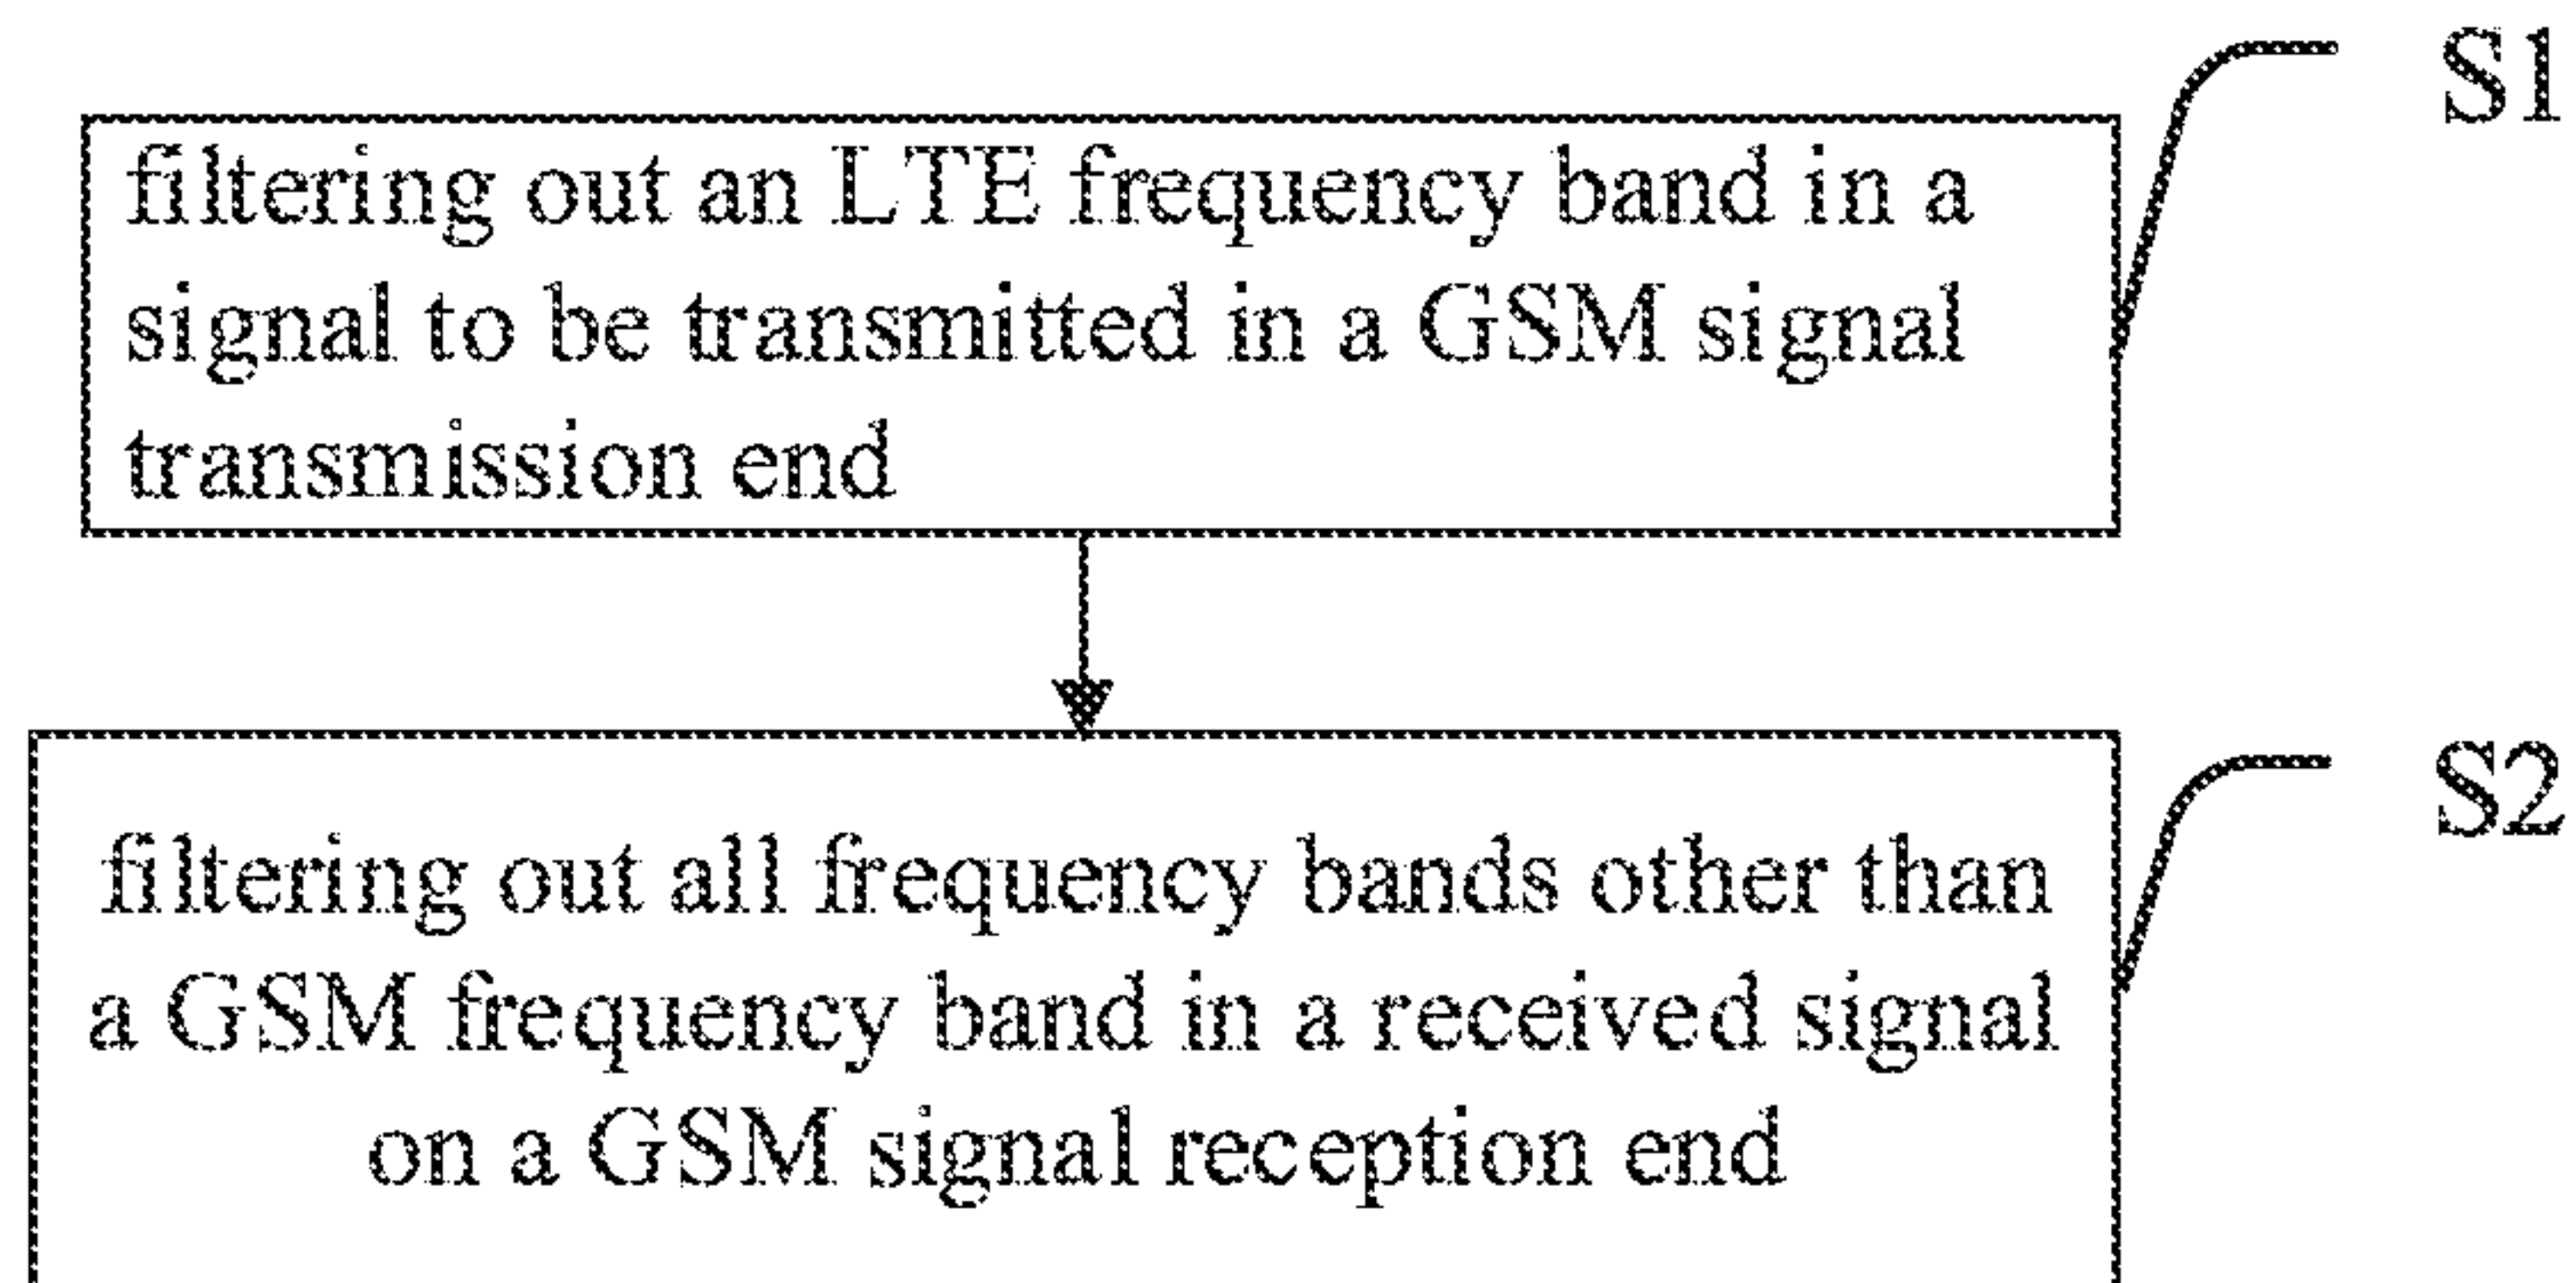 S1
filtering out an LTE frequency band in a
signal to be transmitted in a GSM signal
transmission end
S2
filtering out all frequency bands other than
a GSM frequency band in a received signal
on a GSM signal reception end